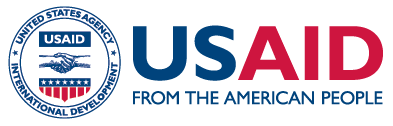 UNITED STATES AGENCY
USAID
INTERNATIONAL DEVELOPMENT
USAID
FROM THE AMERICAN PEOPLE